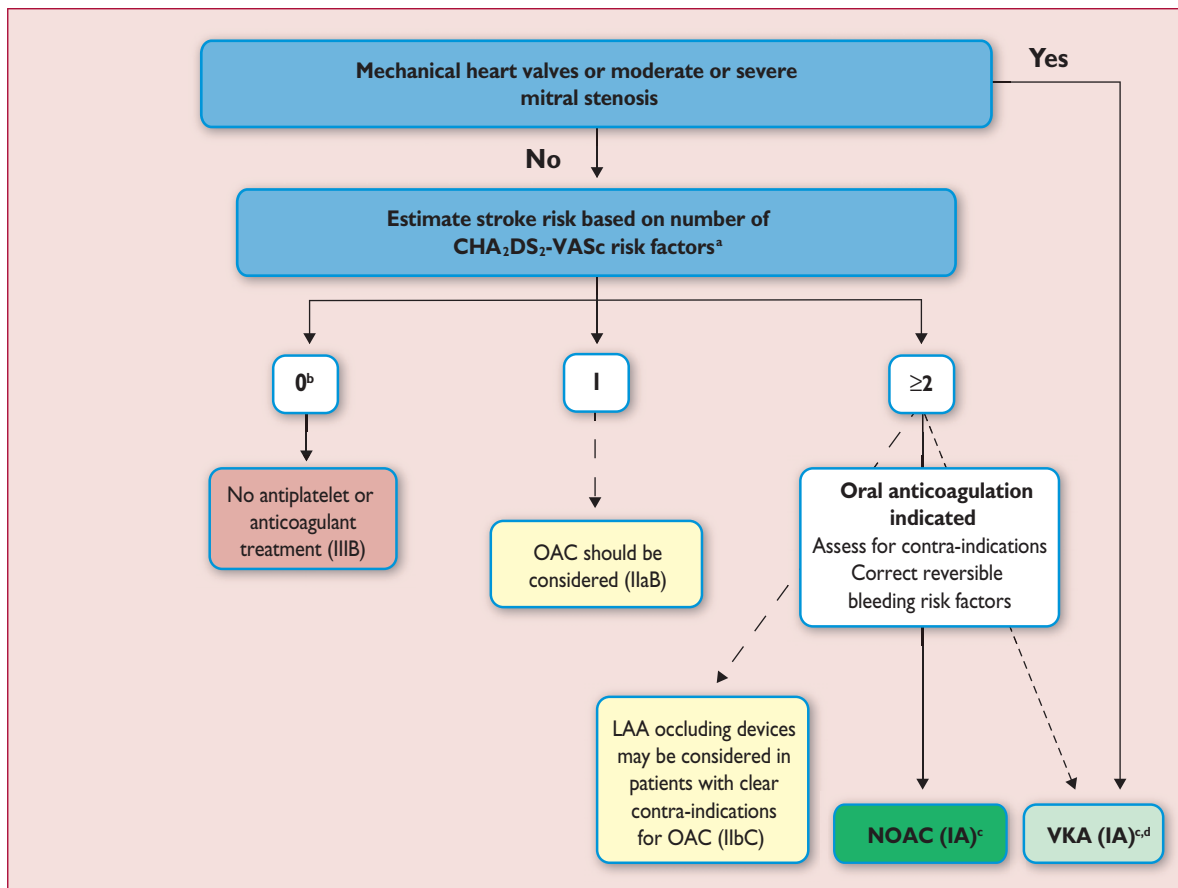 Mechanical heart valves or moderate or severe
mitral stenosis
Yes
No
Estimate stroke risk based on number of
CHA₂DS₂-VASc risk factorsᵃ
0ᵇ
1
≥2
No antiplatelet or
anticoagulant
treatment (IIIB)
OAC should be
considered (IIaB)
Oral anticoagulation
indicated
Assess for contra-indications
Correct reversible
bleeding risk factors
LAA occluding devices
may be considered in
patients with clear
contra-indications
for OAC (IIbC)
NOAC (IA)ᶜ
VKA (IA)ᶜ,ᵈ